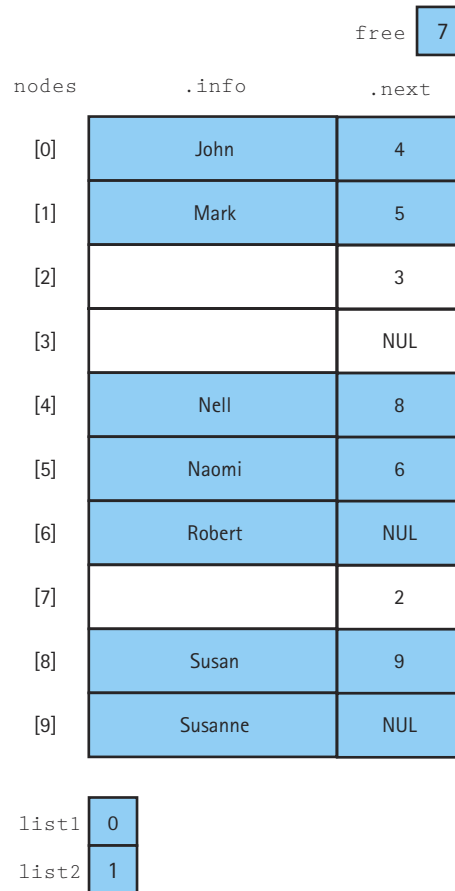 free 7
nodes .info .next
[0] John 4
[1] Mark 5
[2] 3
[3] NUL
[4] Nell 8
[5] Naomi 6
[6] Robert NUL
[7] 2
[8] Susan 9
[9] Susanne NUL
list1 0
list2 1